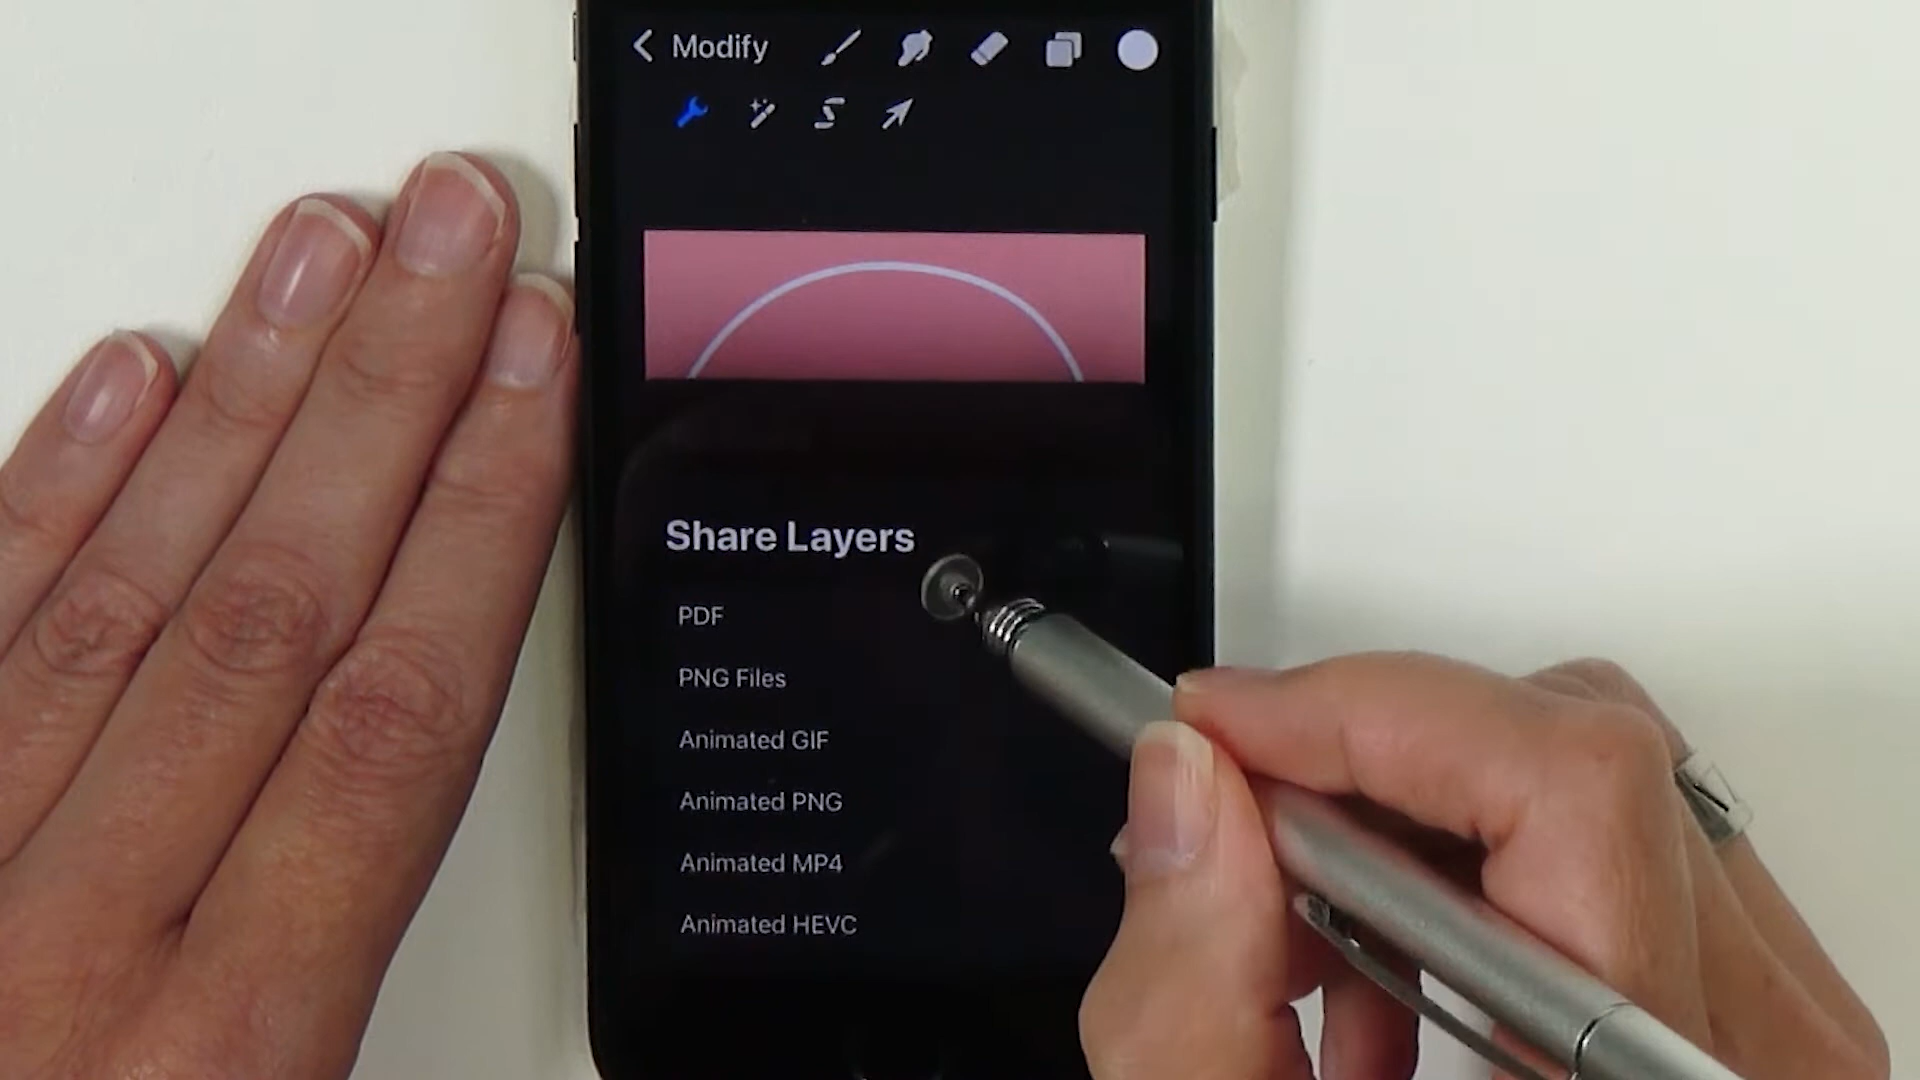 Modify
Share Layers
PDF
PNG Files
Animated GIF
Animated PNG
Animated MP4
Animated HEVC